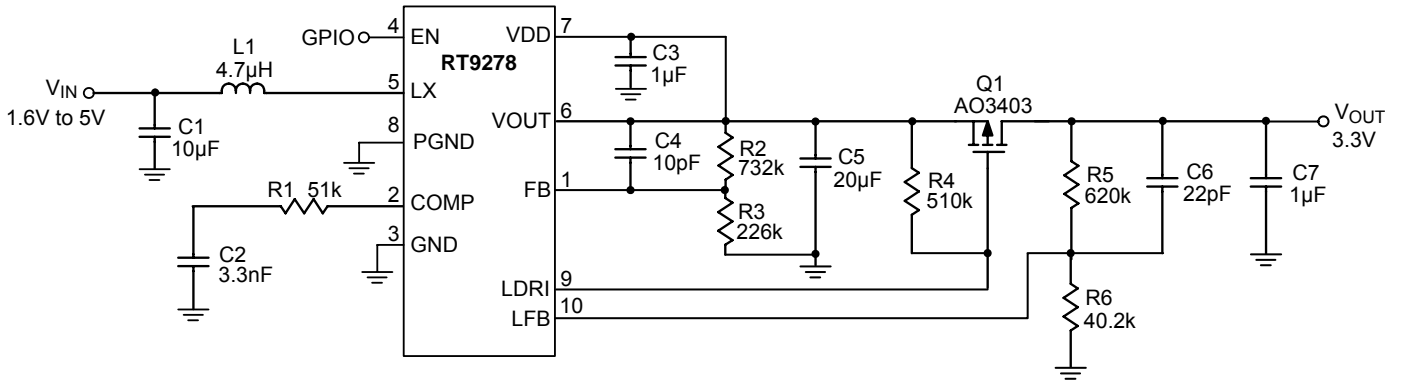 GPIO
4
EN
RT9278
VDD
7
C3
1µF
L1
4.7µH
VIN
1.6V to 5V
5
LX
C1
10µF
8
PGND
VOUT
6
C4
10pF
R2
732k
C5
20µF
Q1
AO3403
VOUT
3.3V
R1 51k
2
COMP
FB
1
R3
226k
R4
510k
R5
620k
C6
22pF
C7
1µF
C2
3.3nF
3
GND
LDRI
9
LFB
10
R6
40.2k